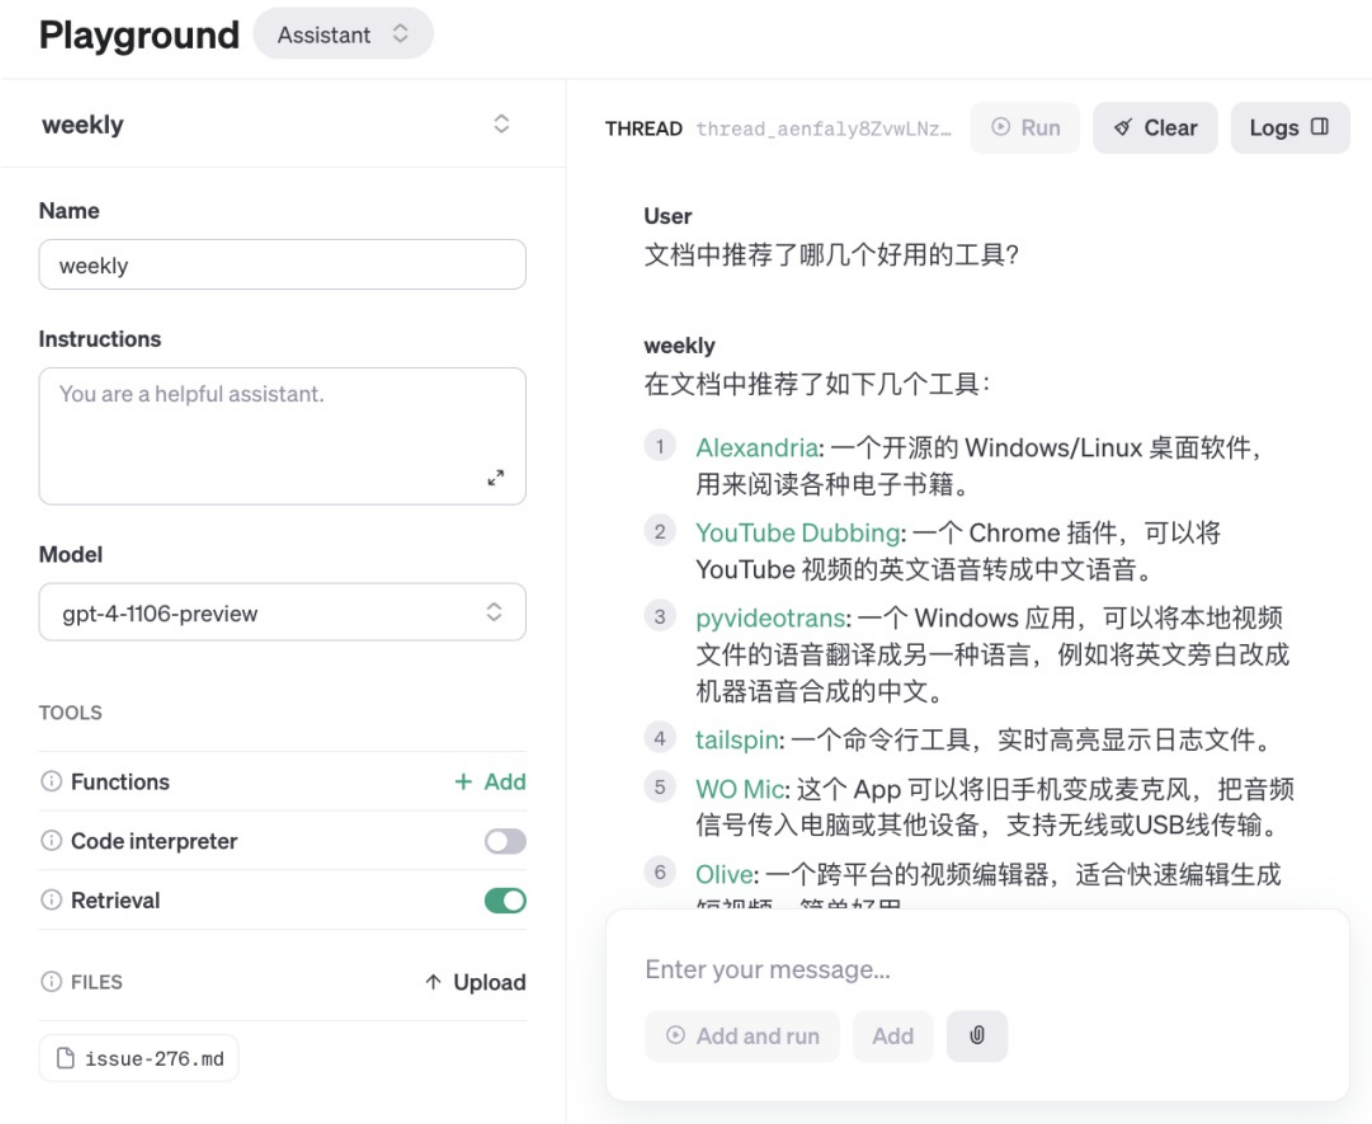 Playground
Assistant
weekly
Name
weekly
Instructions
You are a helpful assistant.
Model
gpt-4-1106-preview
TOOLS
Functions
+ Add
Code interpreter
Retrieval
FILES
Upload
issue-276.md
THREAD thread_aenfaly8ZvwLNz…
Run
Clear
Logs
User
文档中推荐了哪几个好用的工具?
weekly
在文档中推荐了如下几个工具：
1 Alexandria: 一个开源的 Windows/Linux 桌面软件，
用来阅读各种电子书籍。
2 YouTube Dubbing: 一个 Chrome 插件，可以将
YouTube 视频的英文语音转成中文语音。
3 pyvideotrans: 一个 Windows 应用，可以将本地视频
文件的语音翻译成另一种语言，例如将英文旁白改成
机器语音合成的中文。
4 tailspin: 一个命令行工具，实时高亮显示日志文件。
5 WO Mic: 这个 App 可以将旧手机变成麦克风，把音频
信号传入电脑或其他设备，支持无线或USB线传输。
6 Olive: 一个跨平台的视频编辑器，适合快速编辑生成
短视频，简单好用
Enter your message...
Add and run
Add